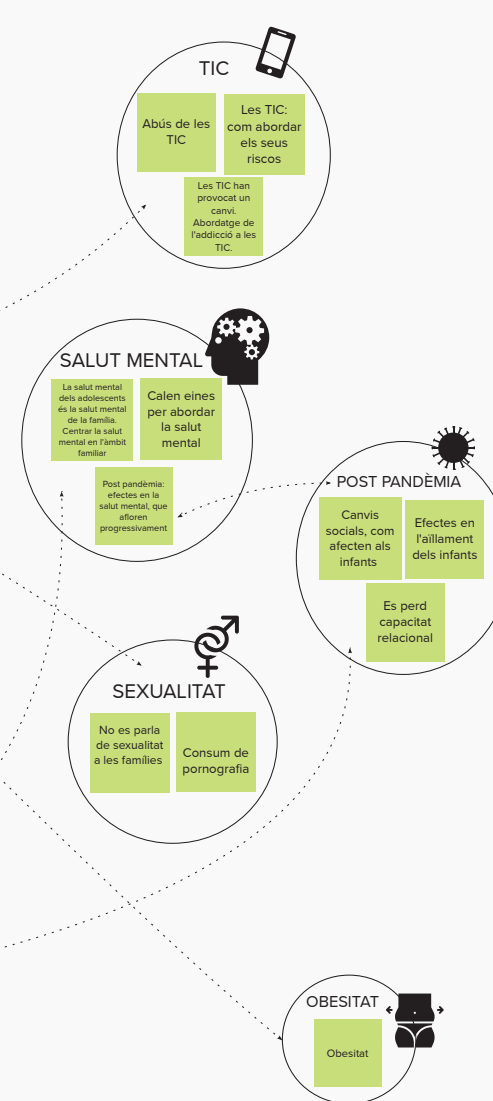 TIC
Abús de les
TIC
Les TIC:
com abordar
els seus
riscos
Les TIC han
provocat un
canvi.
Abordatge de
l'addicció a les
TIC.
SALUT MENTAL
La salut mental
dels adolescents
és la salut mental
de la família.
Centrar la salut
mental en l'àmbit
familiar
Calen eines
per abordar
la salut
mental
Post pandèmia:
efectes en la
salut mental, que
afloren
progressivament
POST PANDÈMIA
Canvis
socials, com
afecten als
infants
Efectes en
l'aïllament
dels infants
Es perd
capacitat
relacional
SEXUALITAT
No es parla
de sexualitat
a les famílies
Consum de
pornografia
OBESITAT
Obesitat